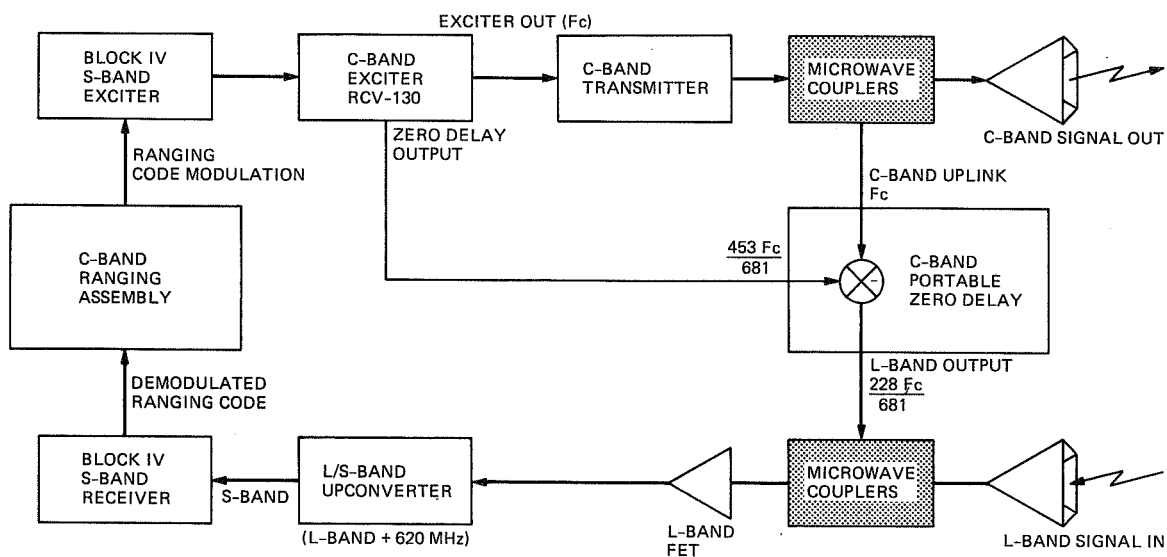 EXCITER OUT (Fc)
BLOCK IV
S-BAND
EXCITER
C-BAND
EXCITER
RCV-130
C-BAND
TRANSMITTER
MICROWAVE
COUPLERS
C-BAND SIGNAL OUT
ZERO DELAY
OUTPUT
RANGING
CODE MODULATION
C-BAND UPLINK
Fc
C-BAND
RANGING
ASSEMBLY
453 Fc
681
C-BAND
PORTABLE
ZERO DELAY
L-BAND OUTPUT
228 Fc
681
DEMODULATED
RANGING CODE
BLOCK IV
S-BAND
RECEIVER
S-BAND
L/S-BAND
UPCONVERTER
(L-BAND + 620 MHz)
L-BAND
FET
MICROWAVE
COUPLERS
L-BAND SIGNAL IN